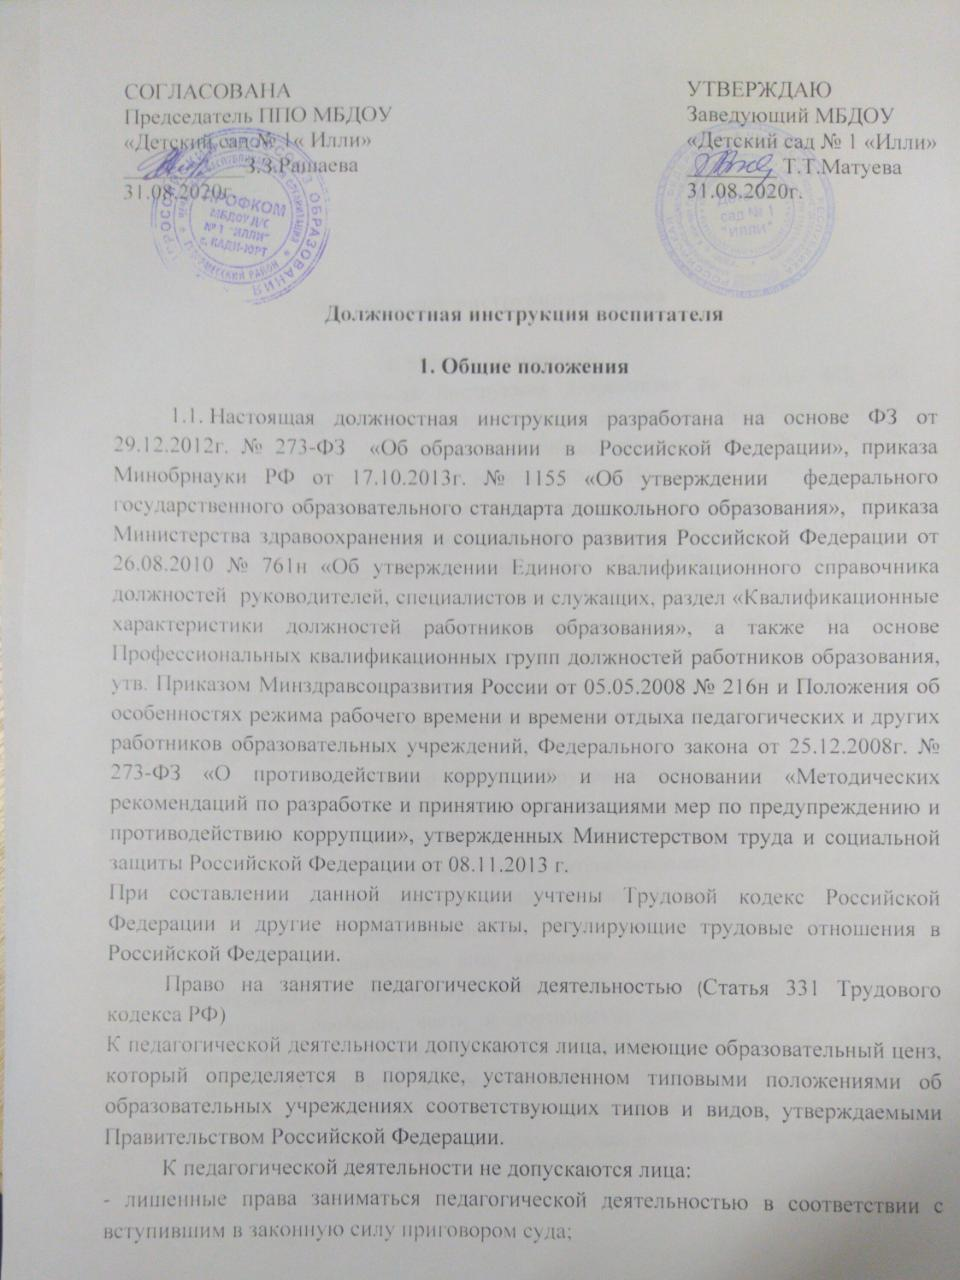 СОГЛАСОВАНА
Председатель ППО МБДОУ
«Детский сад № 1« Илли»
З.З.Рашаева
31.08.2020г.
УТВЕРЖДАЮ
Заведующий МБДОУ
«Детский сад № 1 «Илли»
Т.Т.Матуева
31.08.2020г.
ПРОФКОМ
МБДОУ Д/С
№ 1 "ИЛЛИ"
с. КАДИ-ЮРТ
ОБРАЗОВАНИЯ
сад № 1
"ИЛЛИ"
Должностная инструкция воспитателя
1. Общие положения
1.1. Настоящая должностная инструкция разработана на основе ФЗ от
29.12.2012г. № 273-ФЗ «Об образовании в Российской Федерации», приказа
Минобрнауки РФ от 17.10.2013г. № 1155 «Об утверждении федерального
государственного образовательного стандарта дошкольного образования», приказа
Министерства здравоохранения и социального развития Российской Федерации от
26.08.2010 № 761н «Об утверждении Единого квалификационного справочника
должностей руководителей, специалистов и служащих, раздел «Квалификационные
характеристики должностей работников образования», а также на основе
Профессиональных квалификационных групп должностей работников образования,
утв. Приказом Минздравсоцразвития России от 05.05.2008 № 216н и Положения об
особенностях режима рабочего времени и времени отдыха педагогических и других
работников образовательных учреждений, Федерального закона от 25.12.2008г. №
273-ФЗ «О противодействии коррупции» и на основании «Методических
рекомендаций по разработке и принятию организациями мер по предупреждению и
противодействию коррупции», утвержденных Министерством труда и социальной
защиты Российской Федерации от 08.11.2013 г.
При составлении данной инструкции учтены Трудовой кодекс Российской
Федерации и другие нормативные акты, регулирующие трудовые отношения в
Российской Федерации.
Право на занятие педагогической деятельностью (Статья 331 Трудового
кодекса РФ)
К педагогической деятельности допускаются лица, имеющие образовательный ценз,
который определяется в порядке, установленном типовыми положениями об
образовательных учреждениях соответствующих типов и видов, утверждаемыми
Правительством Российской Федерации.
К педагогической деятельности не допускаются лица:
- лишенные права заниматься педагогической деятельностью в соответствии с
вступившим в законную силу приговором суда;